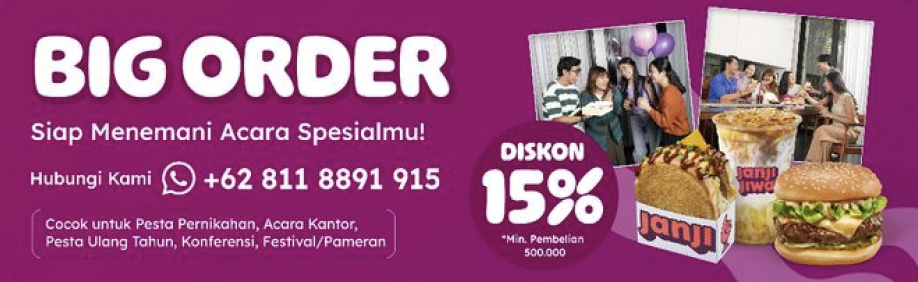 BIG ORDER
Siap Menemani Acara Spesialmu!
Hubungi Kami +62 811 8891 915
Cocok untuk Pesta Pernikahan, Acara Kantor,
Pesta Ulang Tahun, Konferensi, Festival/Pameran
DISKON
15%
*Min. Pembelian
500.000
janji
janji
jiwa